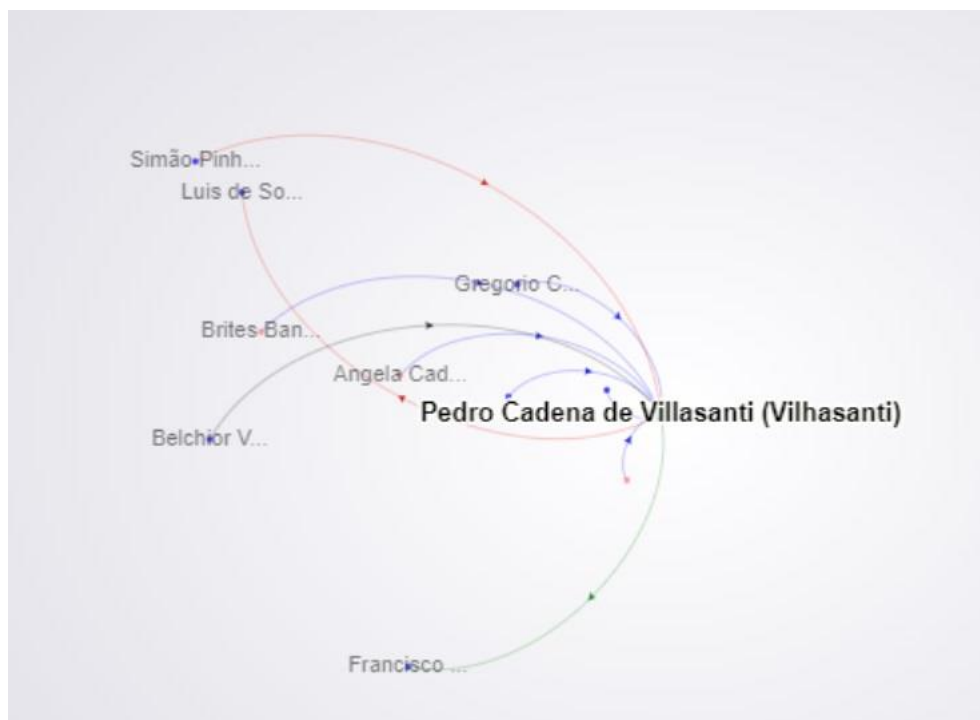 Simão Pinh...
Luis de So...
Gregorio C...
Brites Ban...
Angela Cad...
Pedro Cadena de Villasanti (Vilhasanti)
Belchior V...
Francisco ...